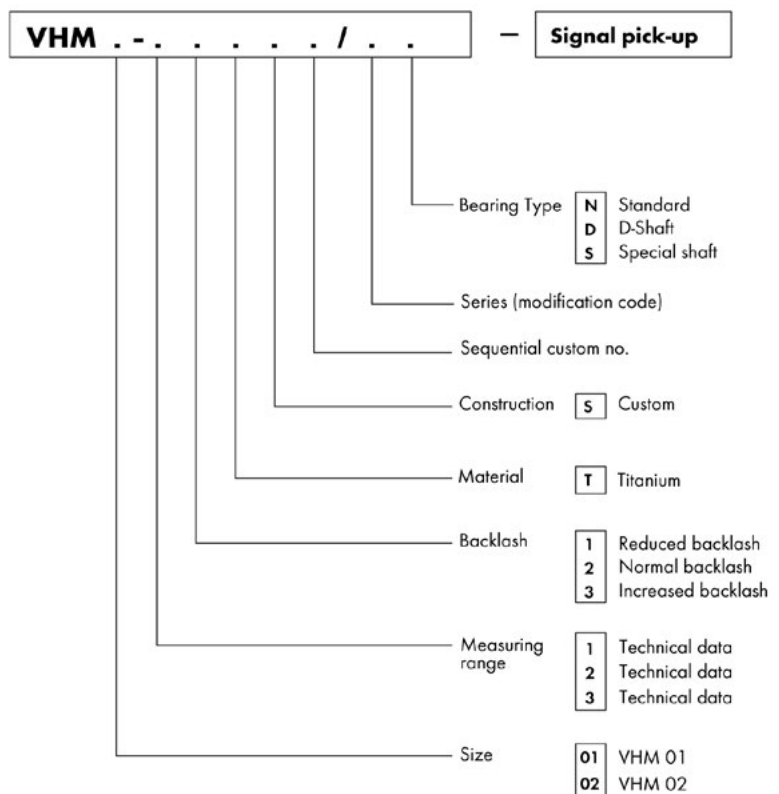 VHM . - . . . . . / . . – Signal pick-up
Bearing Type N Standard
D D-Shaft
S Special shaft
Series (modification code)
Sequential custom no.
Construction S Custom
Material T Titanium
Backlash 1 Reduced backlash
2 Normal backlash
3 Increased backlash
Measuring range 1 Technical data
2 Technical data
3 Technical data
Size 01 VHM 01
02 VHM 02